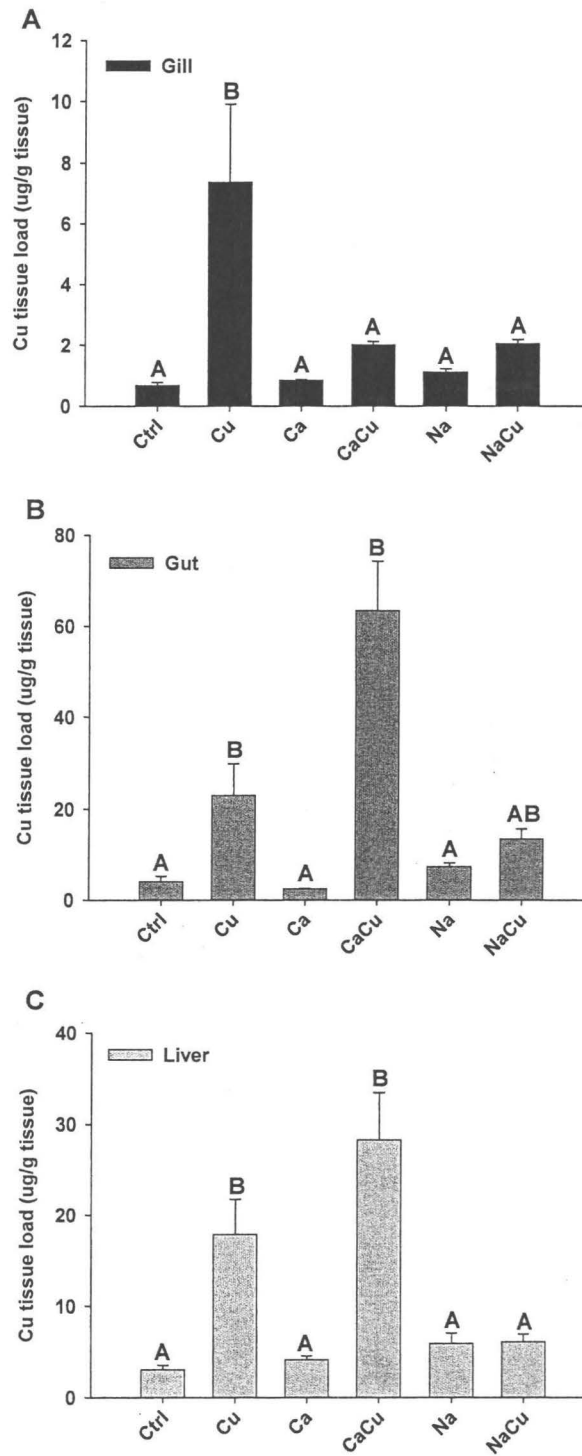 A
Cu tissue load (ug/g tissue)
12
10
8
6
4
2
0
Gill
A
B
A
A
A
A
Ctrl
Cu
Ca
CaCu
Na
NaCu
B
Cu tissue load (ug/g tissue)
80
60
40
20
0
Gut
A
B
A
B
A
AB
Ctrl
Cu
Ca
CaCu
Na
NaCu
C
Cu tissue load (ug/g tissue)
40
30
20
10
0
Liver
A
B
A
B
A
A
Ctrl
Cu
Ca
CaCu
Na
NaCu